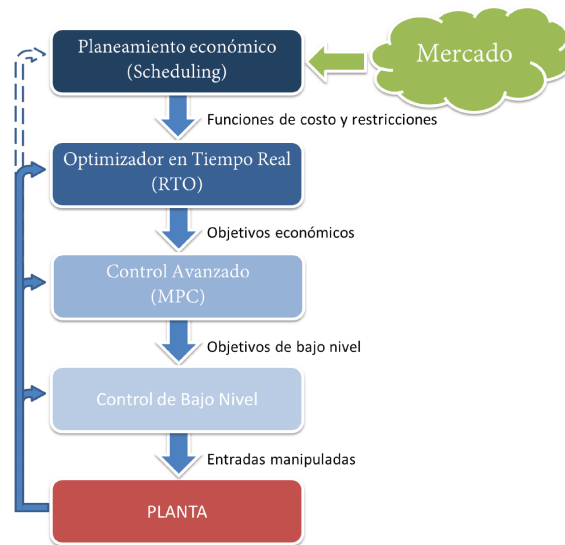 Planeamiento económico
(Scheduling)
Mercado
Funciones de costo y restricciones
Optimizador en Tiempo Real
(RTO)
Objetivos económicos
Control Avanzado
(MPC)
Objetivos de bajo nivel
Control de Bajo Nivel
Entradas manipuladas
PLANTA